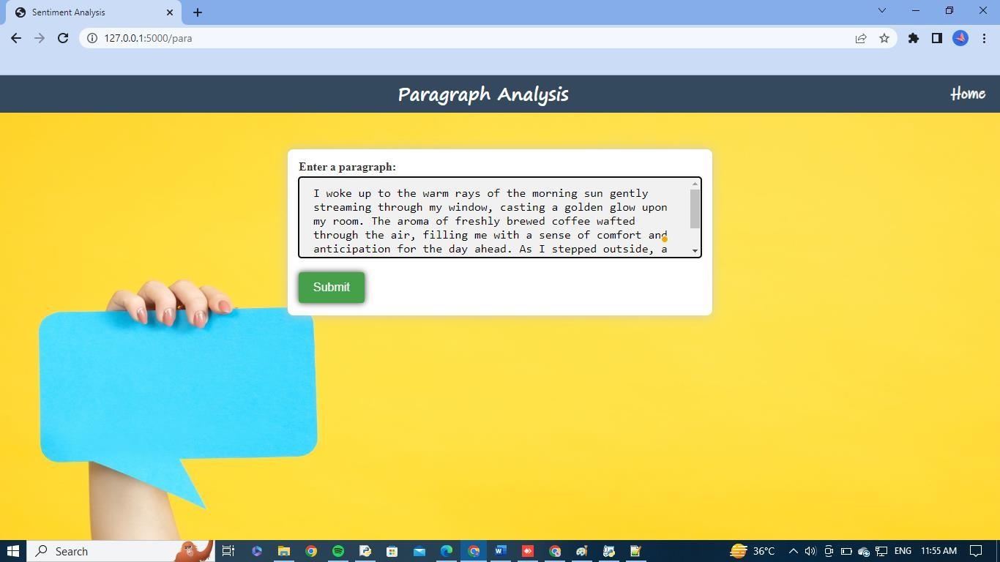 Sentiment Analysis
127.0.0.1:5000/para
Paragraph Analysis
Home
Enter a paragraph:
I woke up to the warm rays of the morning sun gently
streaming through my window, casting a golden glow upon
my room. The aroma of freshly brewed coffee wafted
through the air, filling me with a sense of comfort and
anticipation for the day ahead. As I stepped outside, a
Submit
Search
36°C
ENG
11:55 AM